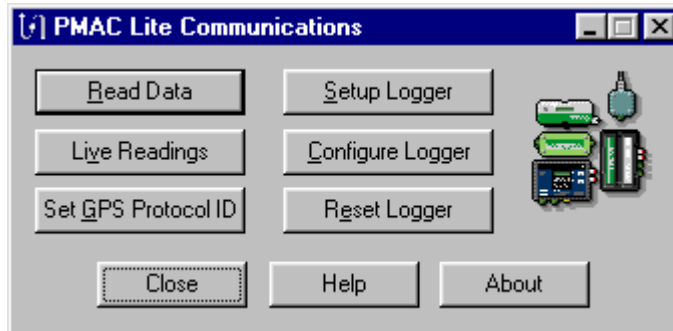 PMAC Lite Communications
Read Data
Setup Logger
Live Readings
Configure Logger
Set GPS Protocol ID
Reset Logger
Close
Help
About